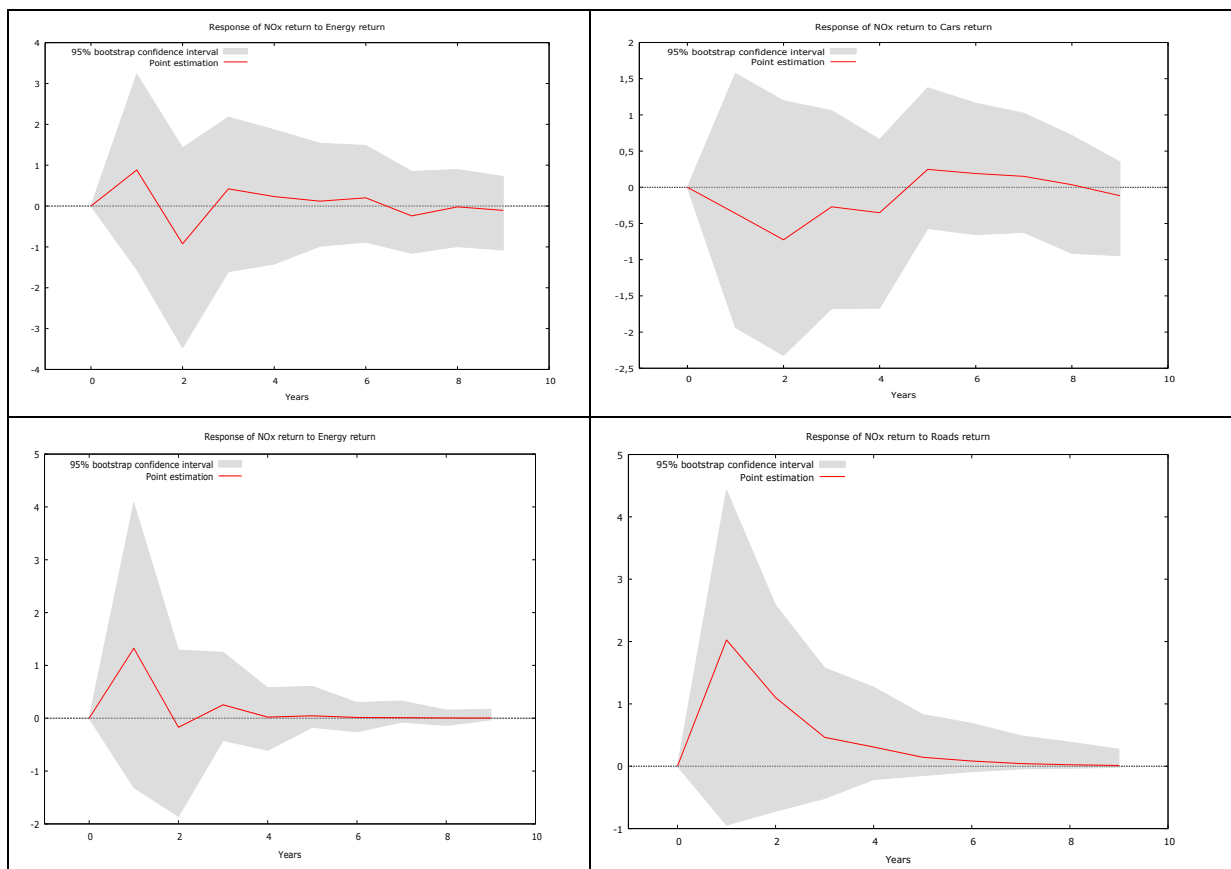 Response of NOx return to Energy return
95% bootstrap confidence interval
Point estimation
4
3
2
1
0
-1
-2
-3
-4
0 2 4 6 8 10
Years
Response of NOx return to Cars return
95% bootstrap confidence interval
Point estimation
2
1,5
1
0,5
0
-0,5
-1
-1,5
-2
-2,5
0 2 4 6 8 10
Years
Response of NOx return to Energy return
95% bootstrap confidence interval
Point estimation
5
4
3
2
1
0
-1
-2
0 2 4 6 8 10
Years
Response of NOx return to Roads return
95% bootstrap confidence interval
Point estimation
5
4
3
2
1
0
-1
0 2 4 6 8 10
Years